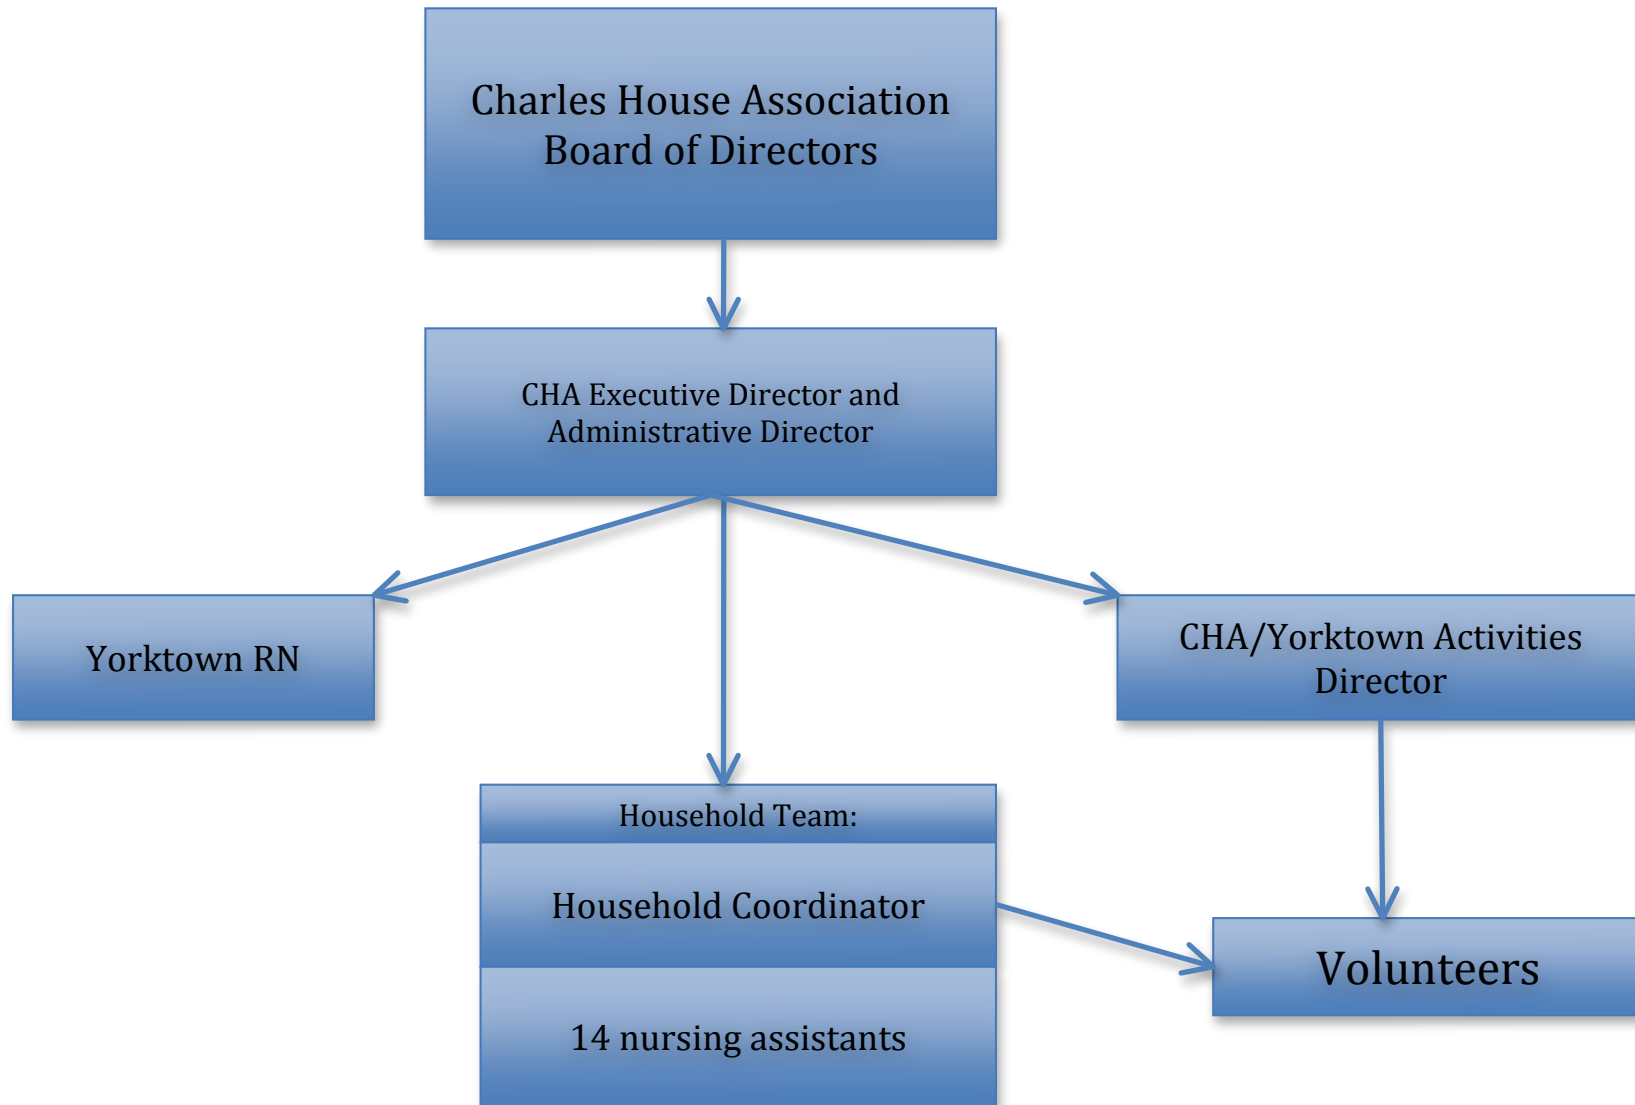 Charles House Association
Board of Directors
CHA Executive Director and
Administrative Director
Yorktown RN
CHA/Yorktown Activities
Director
Household Team:
Household Coordinator
14 nursing assistants
Volunteers